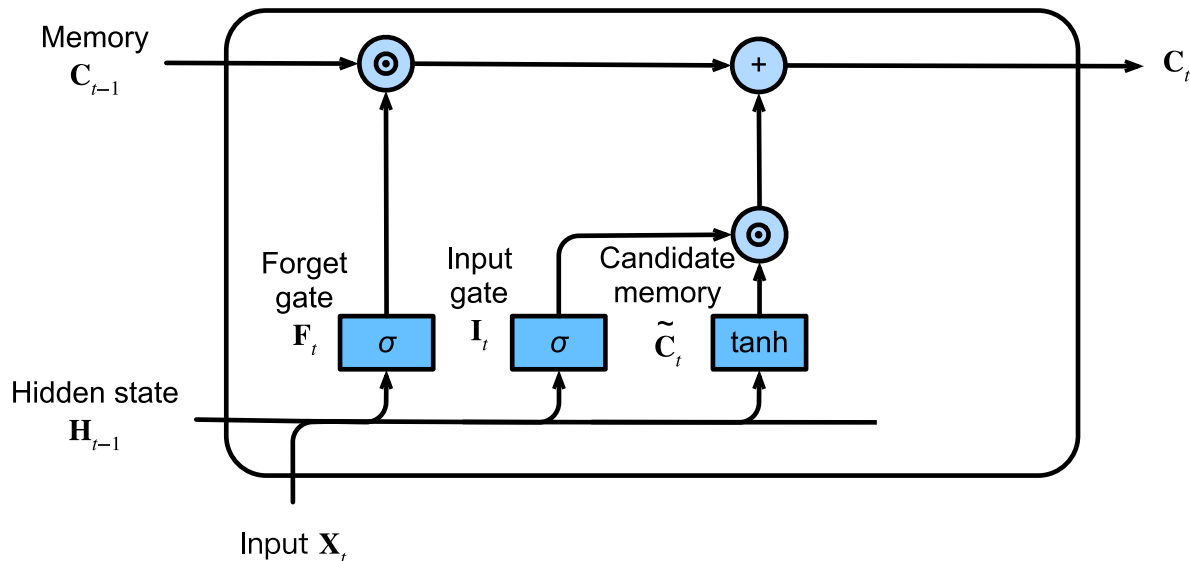 Memory
C_{t−1}
⊙
+
C_t
⊙
Forget
gate
F_t
Input
gate
I_t
Candidate
memory
C̃_t
σ
σ
tanh
Hidden state
H_{t−1}
Input X_t